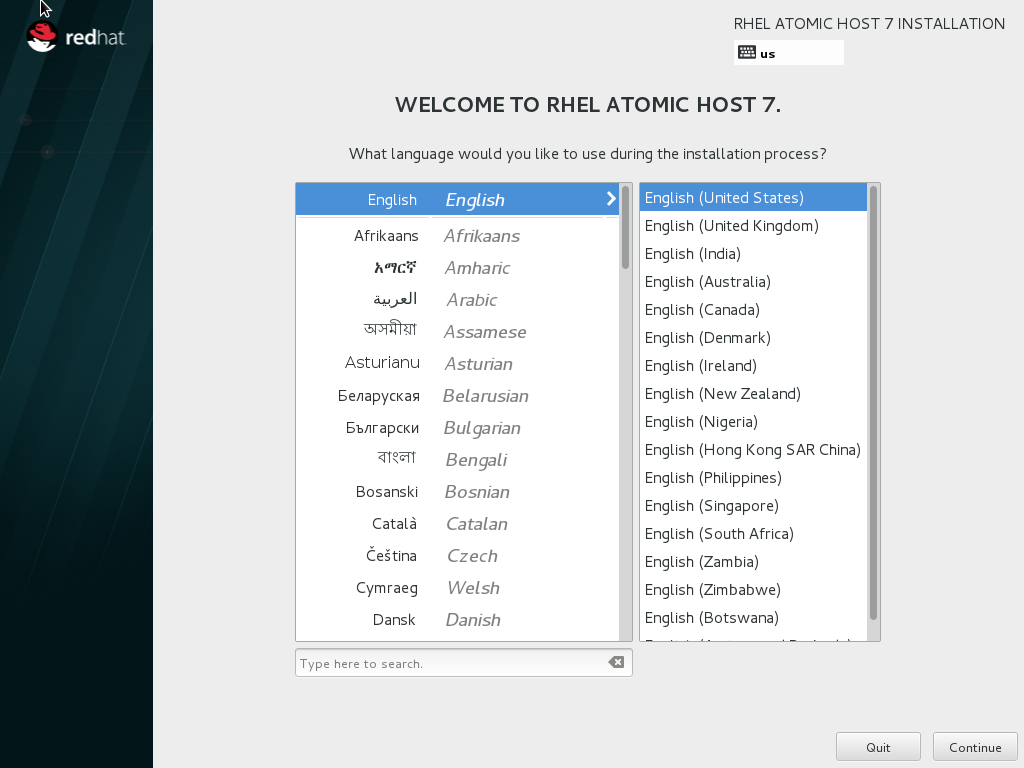 redhat.
RHEL ATOMIC HOST 7 INSTALLATION
us
WELCOME TO RHEL ATOMIC HOST 7.
What language would you like to use during the installation process?
English English
Afrikaans Afrikaans
አማርኛ Amharic
العربية Arabic
অসমীয়া Assamese
Asturianu Asturian
Беларуская Belarusian
Български Bulgarian
বাংলা Bengali
Bosanski Bosnian
Català Catalan
Čeština Czech
Cymraeg Welsh
Dansk Danish
English (United States)
English (United Kingdom)
English (India)
English (Australia)
English (Canada)
English (Denmark)
English (Ireland)
English (New Zealand)
English (Nigeria)
English (Hong Kong SAR China)
English (Philippines)
English (Singapore)
English (South Africa)
English (Zambia)
English (Zimbabwe)
English (Botswana)
Type here to search.
Quit Continue